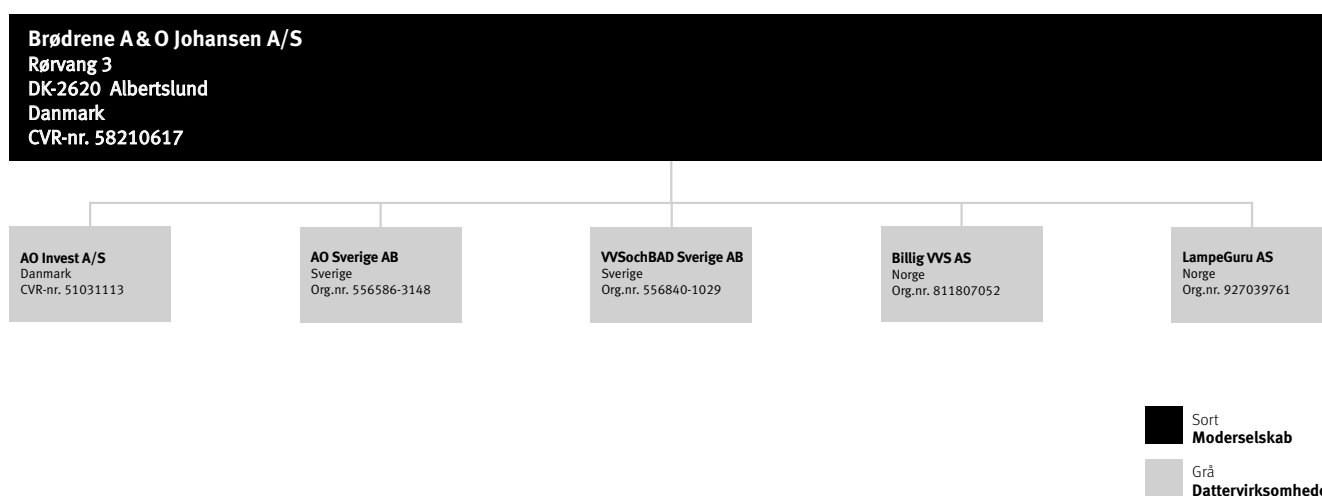 Brødrene A & O Johansen A/S
Rørvang 3
DK-2620 Albertslund
Danmark
CVR-nr. 58210617
AO Invest A/S
Danmark
CVR-nr. 51031113
AO Sverige AB
Sverige
Org.nr. 556586-3148
VVSochBAD Sverige AB
Sverige
Org.nr. 556840-1029
Billig VVS AS
Norge
Org.nr. 811807052
LampeGuru AS
Norge
Org.nr. 927039761
Sort
Moderselskab
Grå
Dattervirksomhede